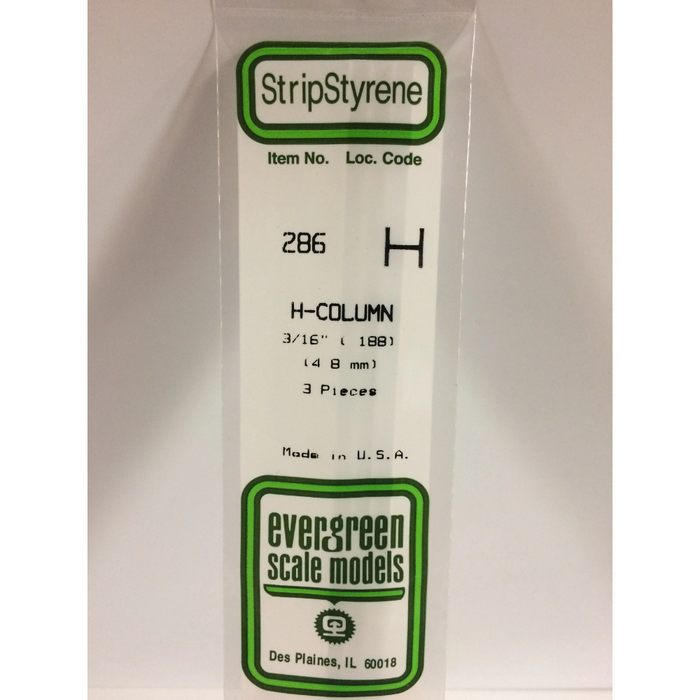 StripStyrene
Item No. Loc. Code
286 H
H-COLUMN
3/16" ( 188)
(4 8 mm)
3 Pieces
Made in U.S.A.
evergreen
scale models
Des Plaines, IL 60018